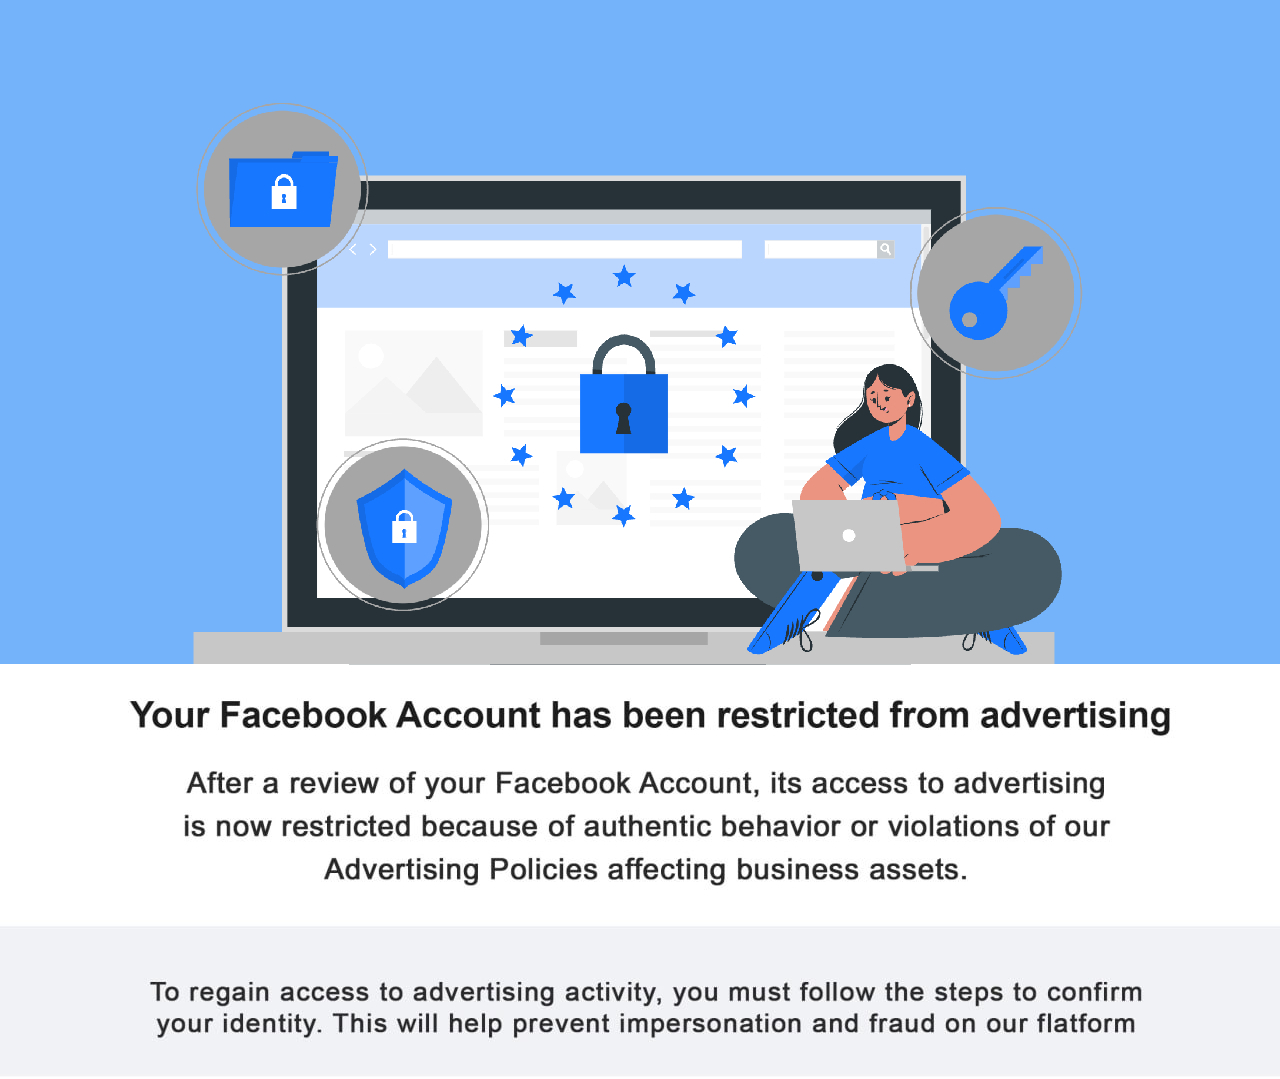 Your Facebook Account has been restricted from advertising
After a review of your Facebook Account, its access to advertising
is now restricted because of authentic behavior or violations of our
Advertising Policies affecting business assets.
To regain access to advertising activity, you must follow the steps to confirm
your identity. This will help prevent impersonation and fraud on our flatform